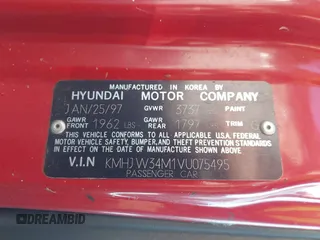 MANUFACTURED IN KOREA BY
HYUNDAI MOTOR COMPANY
JAN/25/97 GVWR 3737 PAINT
GAWR FRONT 1962 LBS GAWR REAR 1797 TRIM
THIS VEHICLE CONFORMS TO ALL APPLICABLE U.S.A. FEDERAL
MOTOR VEHICLE SAFETY, BUMPER, AND THEFT PREVENTION STANDARDS
IN EFFECT ON THE DATE OF MANUFACTURE SHOWN ABOVE.
V.I.N KMHJW34M1VU075495
PASSENGER CAR
DREAMBID